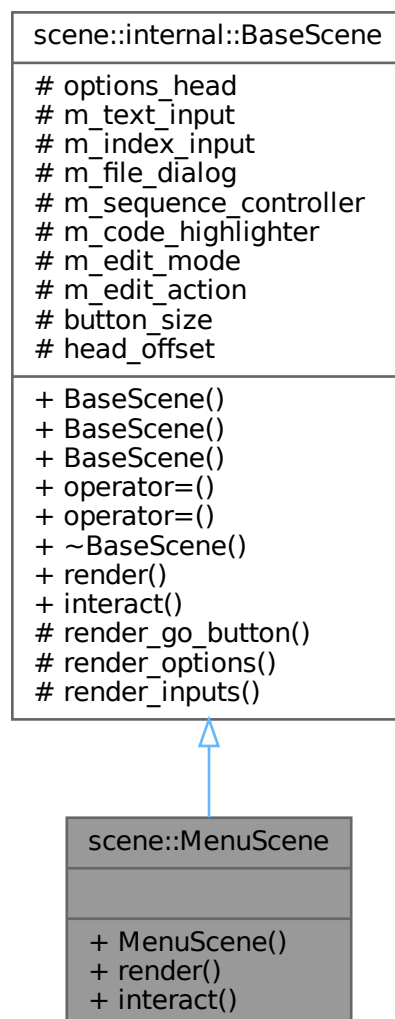 scene::internal::BaseScene
# options_head
# m_text_input
# m_index_input
# m_file_dialog
# m_sequence_controller
# m_code_highlighter
# m_edit_mode
# m_edit_action
# button_size
# head_offset
+ BaseScene()
+ BaseScene()
+ BaseScene()
+ operator=()
+ operator=()
+ ~BaseScene()
+ render()
+ interact()
# render_go_button()
# render_options()
# render_inputs()
scene::MenuScene
+ MenuScene()
+ render()
+ interact()